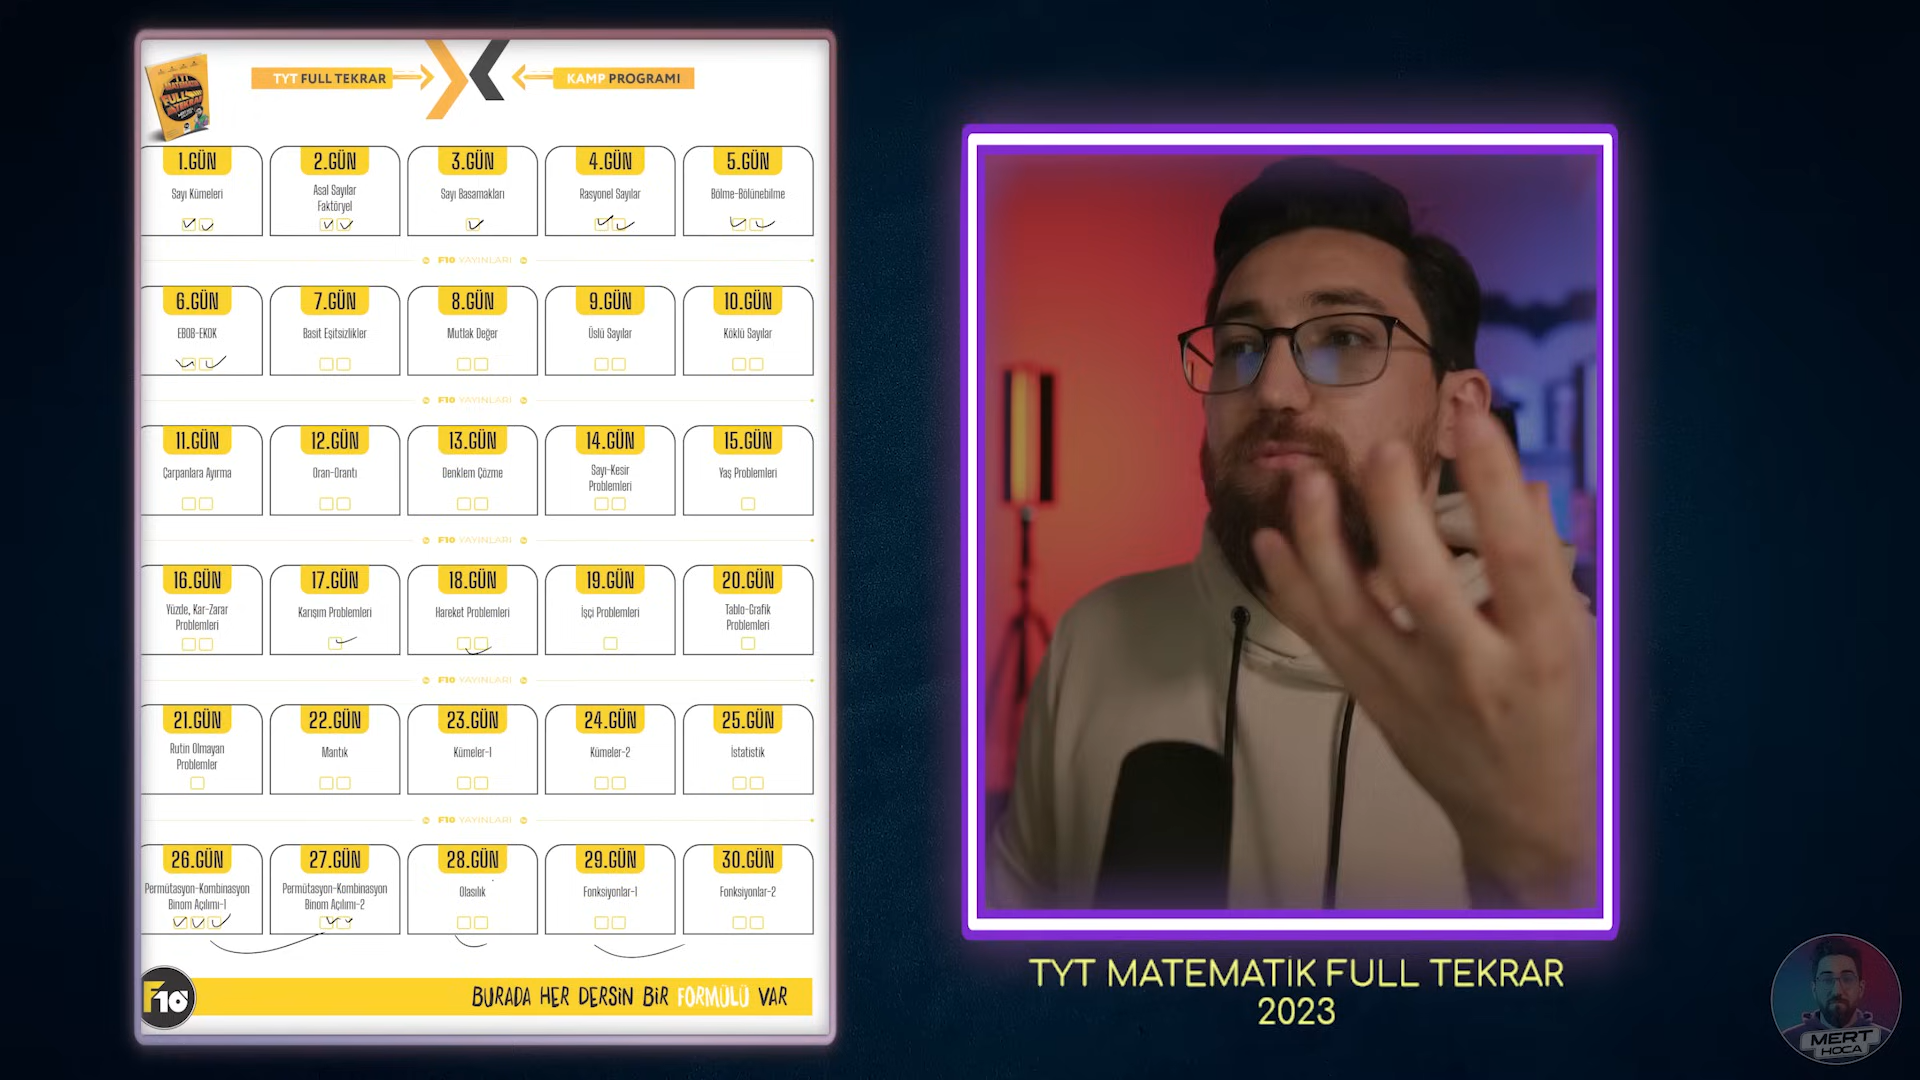 TYT FULL TEKRAR
KAMP PROGRAMI
MATEMATİK
FULL
TEKRAR
1.GÜN
Sayı Kümeleri
2.GÜN
Asal Sayılar
Faktöryel
3.GÜN
Sayı Basamakları
4.GÜN
Rasyonel Sayılar
5.GÜN
Bölme-Bölünebilme
F10 YAYINLARI
6.GÜN
EBOB-EKOK
7.GÜN
Basit Eşitsizlikler
8.GÜN
Mutlak Değer
9.GÜN
Üslü Sayılar
10.GÜN
Köklü Sayılar
F10 YAYINLARI
11.GÜN
Çarpanlara Ayırma
12.GÜN
Oran-Orantı
13.GÜN
Denklem Çözme
14.GÜN
Sayı-Kesir
Problemleri
15.GÜN
Yaş Problemleri
F10 YAYINLARI
16.GÜN
Yüzde, Kar-Zarar
Problemleri
17.GÜN
Karışım Problemleri
18.GÜN
Hareket Problemleri
19.GÜN
İşçi Problemleri
20.GÜN
Tablo-Grafik
Problemleri
F10 YAYINLARI
21.GÜN
Rutin Olmayan
Problemler
22.GÜN
Mantık
23.GÜN
Kümeler-1
24.GÜN
Kümeler-2
25.GÜN
İstatistik
F10 YAYINLARI
26.GÜN
Permütasyon-Kombinasyon
Binom Açılımı-1
27.GÜN
Permütasyon-Kombinasyon
Binom Açılımı-2
28.GÜN
Olasılık
29.GÜN
Fonksiyonlar-1
30.GÜN
Fonksiyonlar-2
F10
BURADA HER DERSİN BİR FORMÜLÜ VAR
TYT MATEMATİK FULL TEKRAR
2023
MERT
HOCA